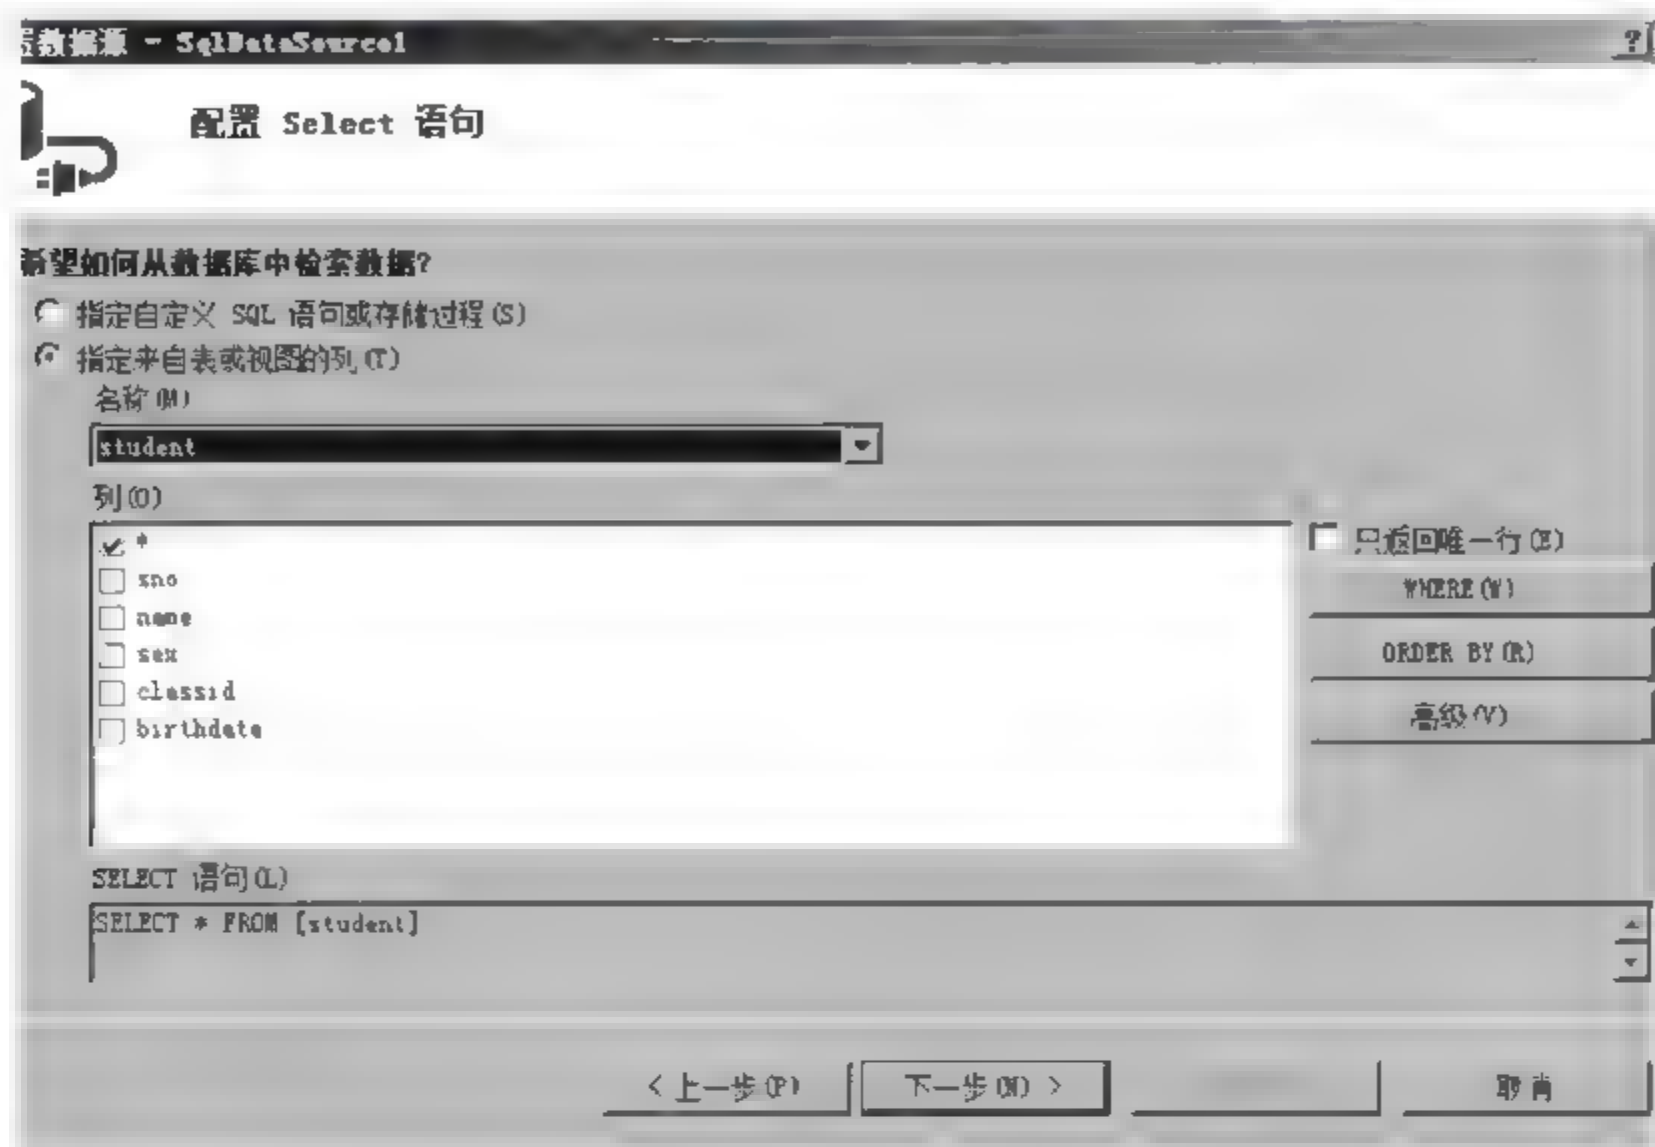 置数据源 - SqlDataSource1
?
配置 Select 语句
希望如何从数据库中检索数据?
指定自定义 SQL 语句或存储过程(S)
指定来自表或视图的列(T)
名称(M)
student
列(O)
*
sno
name
sex
classid
birthdate
只返回唯一行(E)
WHERE(W)
ORDER BY(R)
高级(V)
SELECT 语句(L)
SELECT * FROM [student]
< 上一步(P)
下一步(N) >
取消